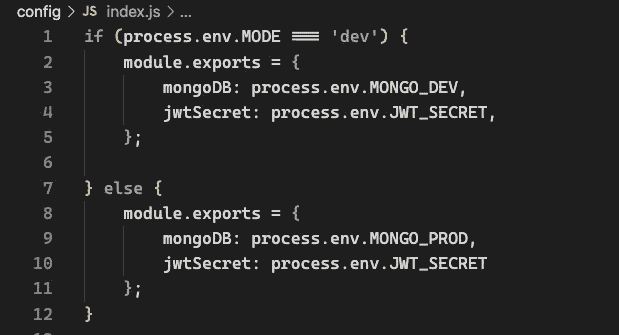 config > JS index.js > ...
1 if (process.env.MODE === 'dev') {
2     module.exports = {
3         mongoDB: process.env.MONGO_DEV,
4         jwtSecret: process.env.JWT_SECRET,
5     };
6
7 } else {
8     module.exports = {
9         mongoDB: process.env.MONGO_PROD,
10         jwtSecret: process.env.JWT_SECRET
11     };
12 }